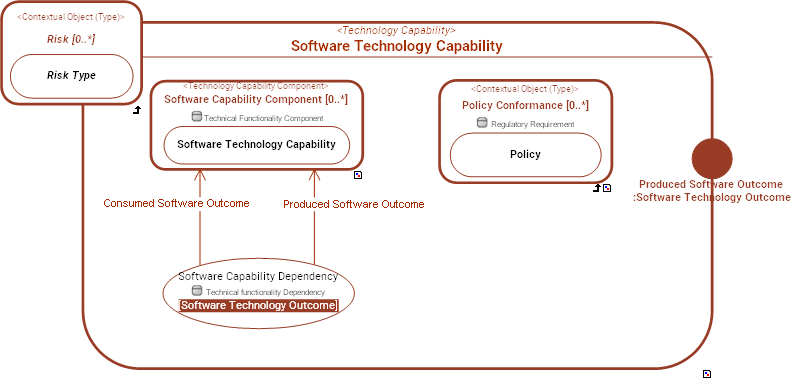 <Contextual Object (Type)>
Risk [0..*]
Risk Type
<Technology Capability>
Software Technology Capability
<Technology Capability Component>
Software Capability Component [0..*]
Technical Functionality Component
Software Technology Capability
<Contextual Object (Type)>
Policy Conformance [0..*]
Regulatory Requirement
Policy
Produced Software Outcome
:Software Technology Outcome
Consumed Software Outcome
Produced Software Outcome
Software Capability Dependency
Technical functionality Dependency
[Software Technology Outcome]